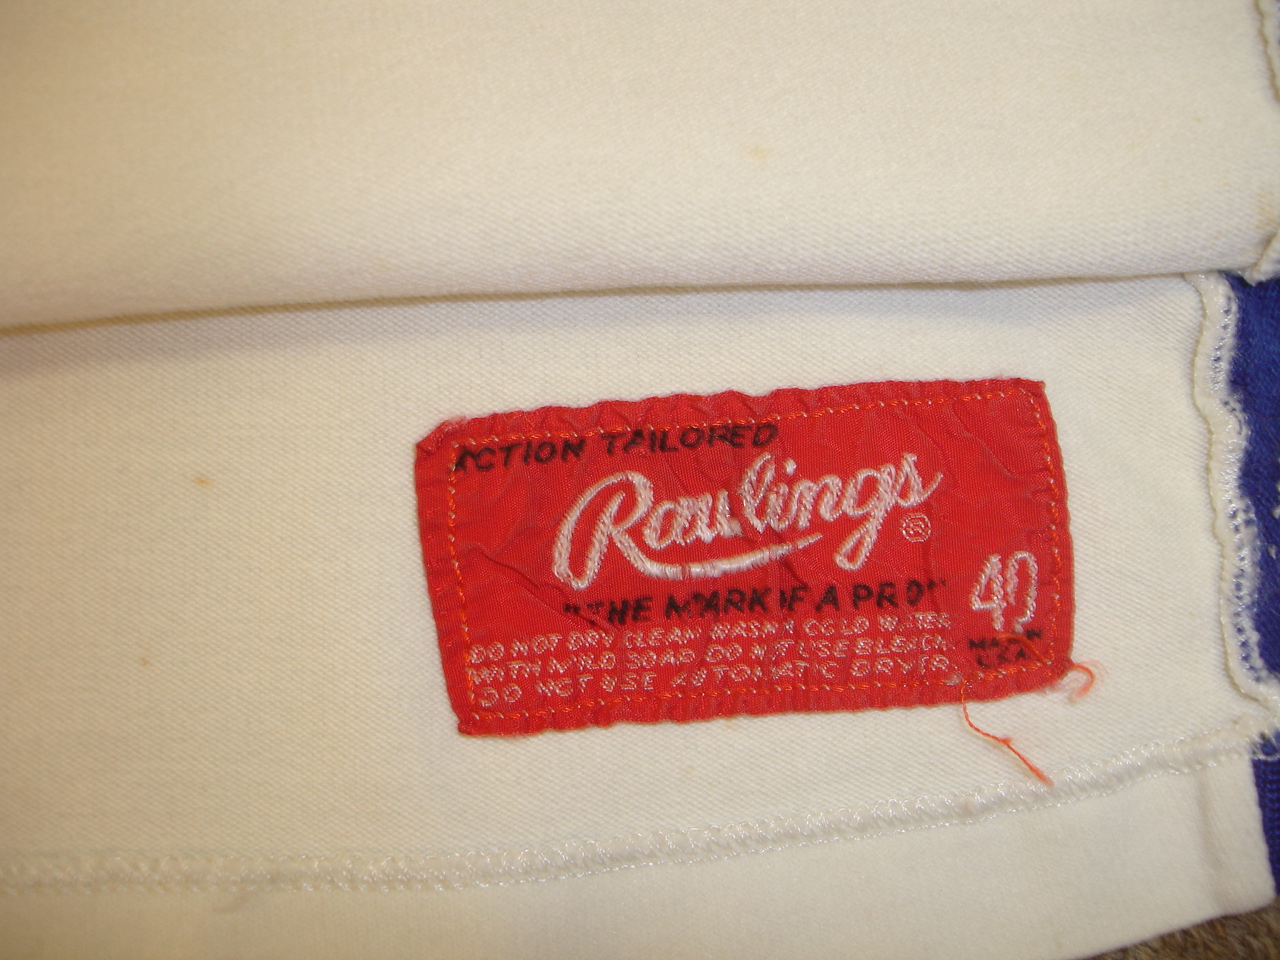 ACTION TAILORED
Rawlings ®
"THE MARK OF A PRO"
40
DO NOT DRY CLEAN WASH COLD WATER
WITH MILD SOAP DO NOT USE BLEACH.
DO NOT USE AUTOMATIC DRYER.
MADE IN
U.S.A.